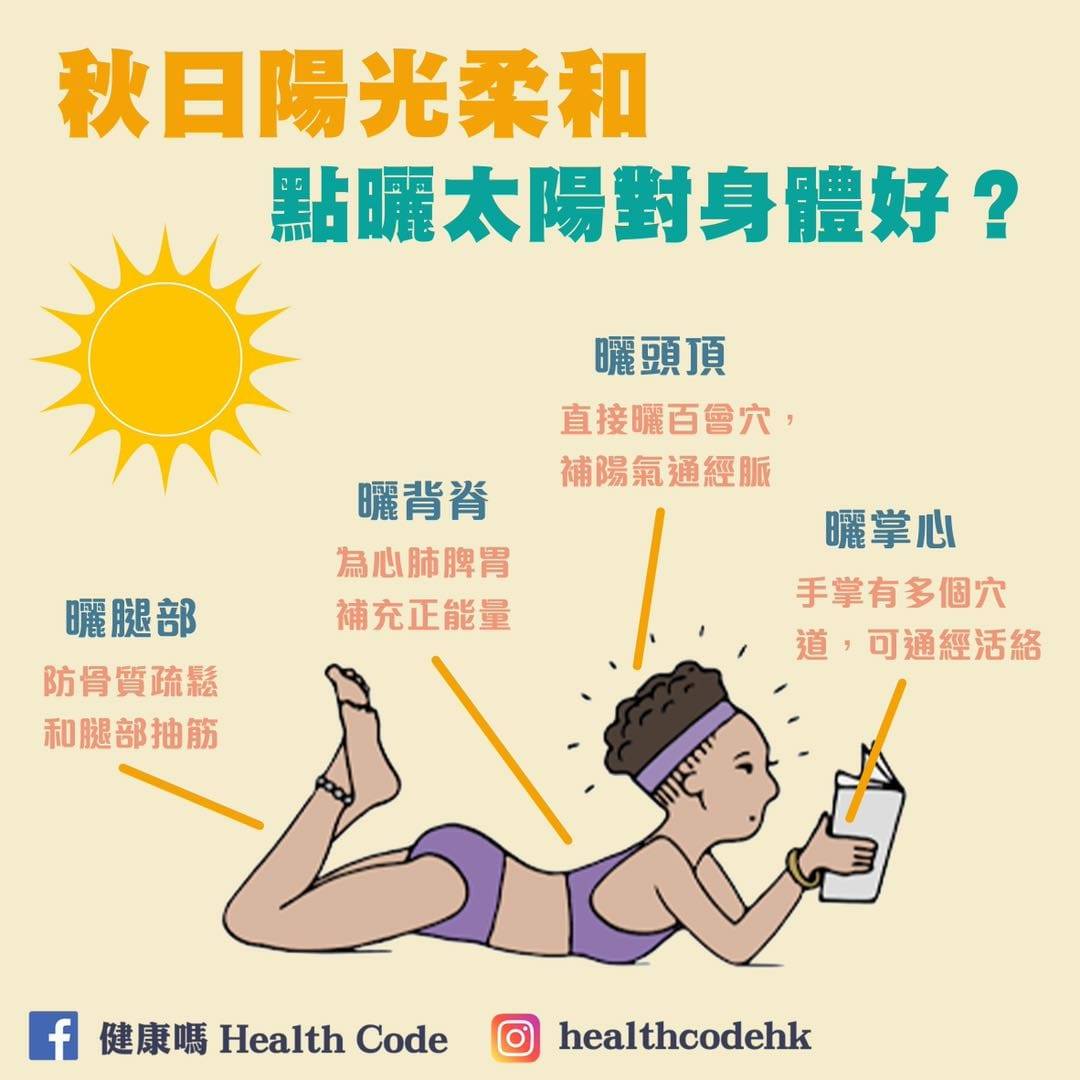 秋日陽光柔和
點曬太陽對身體好？
曬頭頂
直接曬百會穴，
補陽氣通經脈
曬背脊
為心肺脾胃
補充正能量
曬掌心
手掌有多個穴
道，可通經活絡
曬腿部
防骨質疏鬆
和腿部抽筋
健康嗎 Health Code
healthcodehk